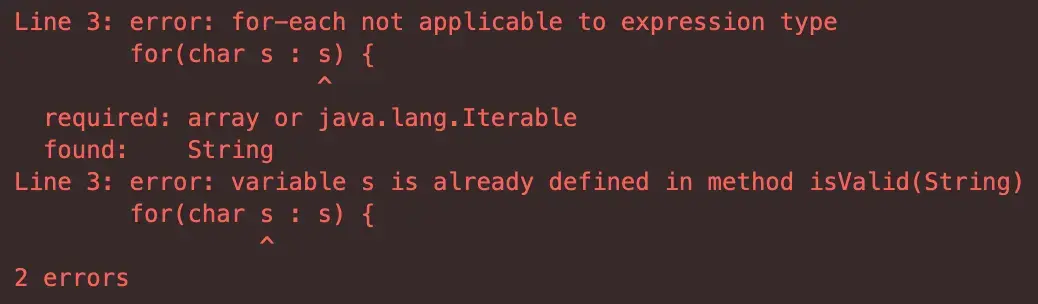 Line 3: error: for-each not applicable to expression type
        for(char s : s) {
                     ^
  required: array or java.lang.Iterable
  found:    String
Line 3: error: variable s is already defined in method isValid(String)
        for(char s : s) {
                 ^
2 errors